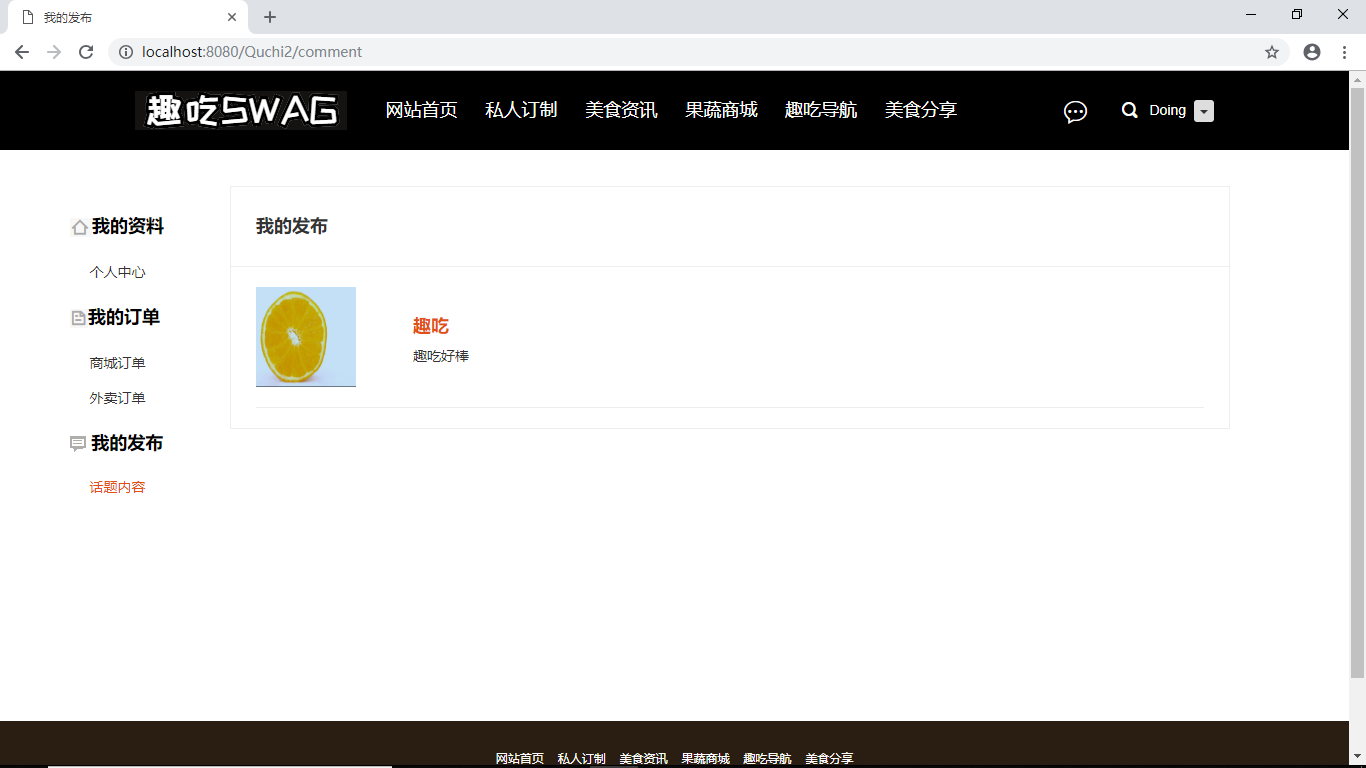 我的发布
localhost:8080/Quchi2/comment
趣吃SWAG 网站首页 私人订制 美食资讯 果蔬商城 趣吃导航 美食分享 Doing
我的资料
个人中心
我的订单
商城订单
外卖订单
我的发布
话题内容
我的发布
趣吃
趣吃好棒
网站首页 私人订制 美食资讯 果蔬商城 趣吃导航 美食分享